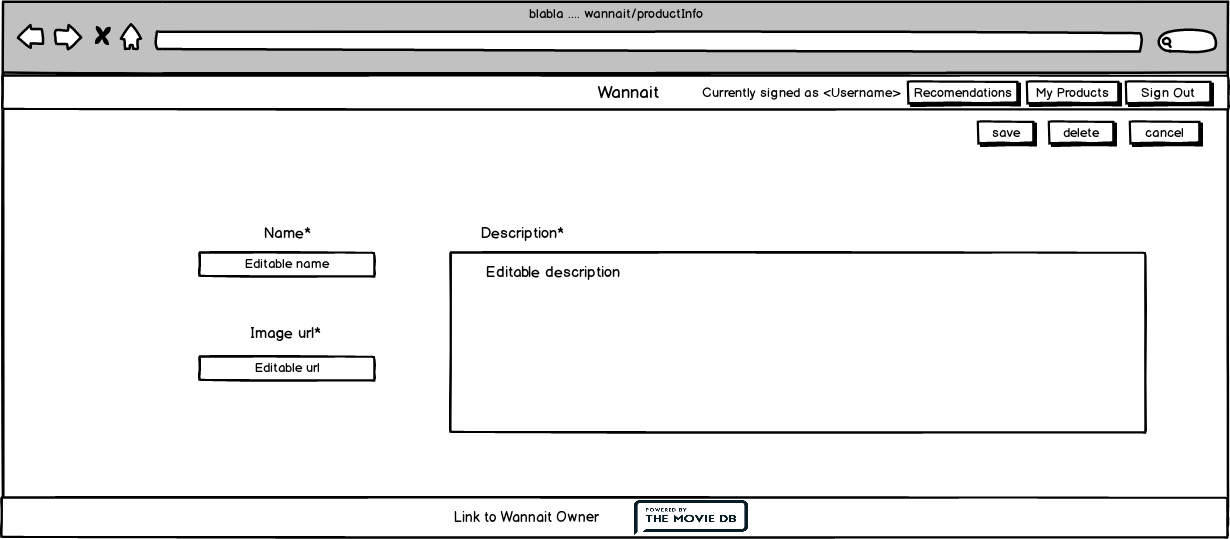 blabla .... wannait/productInfo
Wannait
Currently signed as <Username>
Recomendations
My Products
Sign Out
save
delete
cancel
Name*
Description*
Editable name
Editable description
Image url*
Editable url
Link to Wannait Owner
POWERED BY
THE MOVIE DB